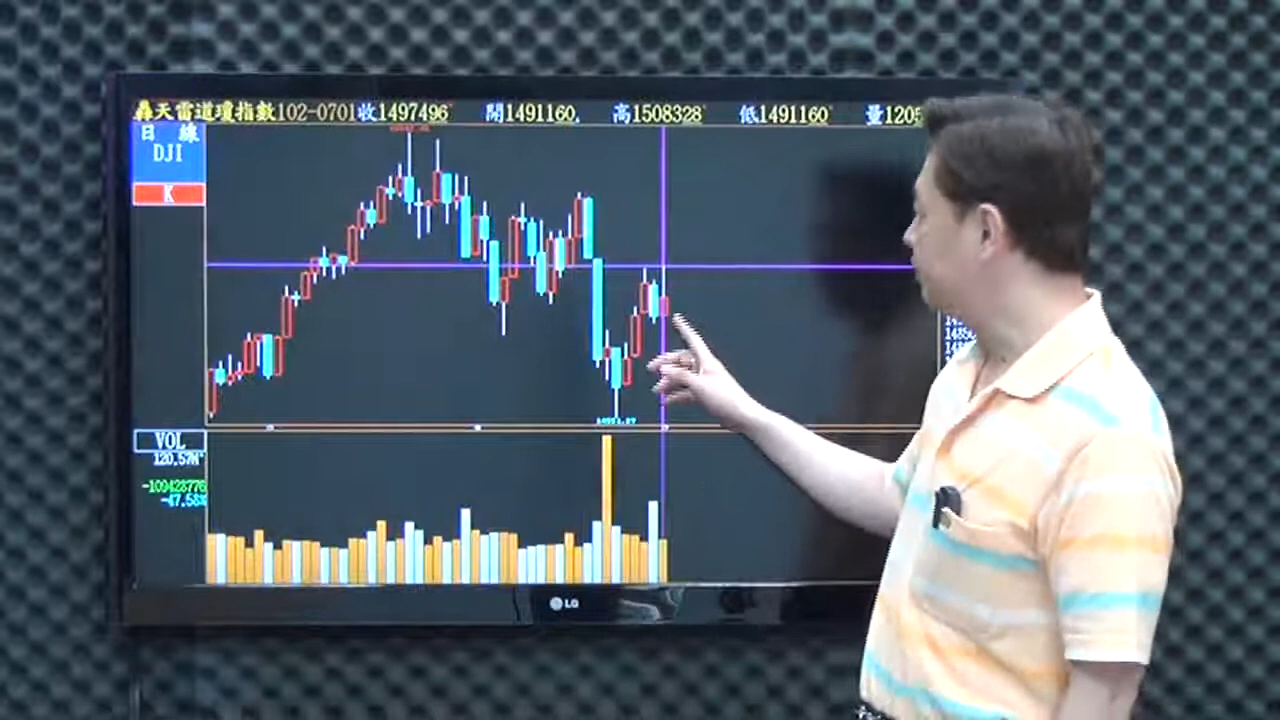 轟天雷道瓊指數102-0701收1497496 開1491160 高1508328 低1491160 量1205
日 線
DJI
K
VOL
120.57M
-109428776
-47.58%
LG